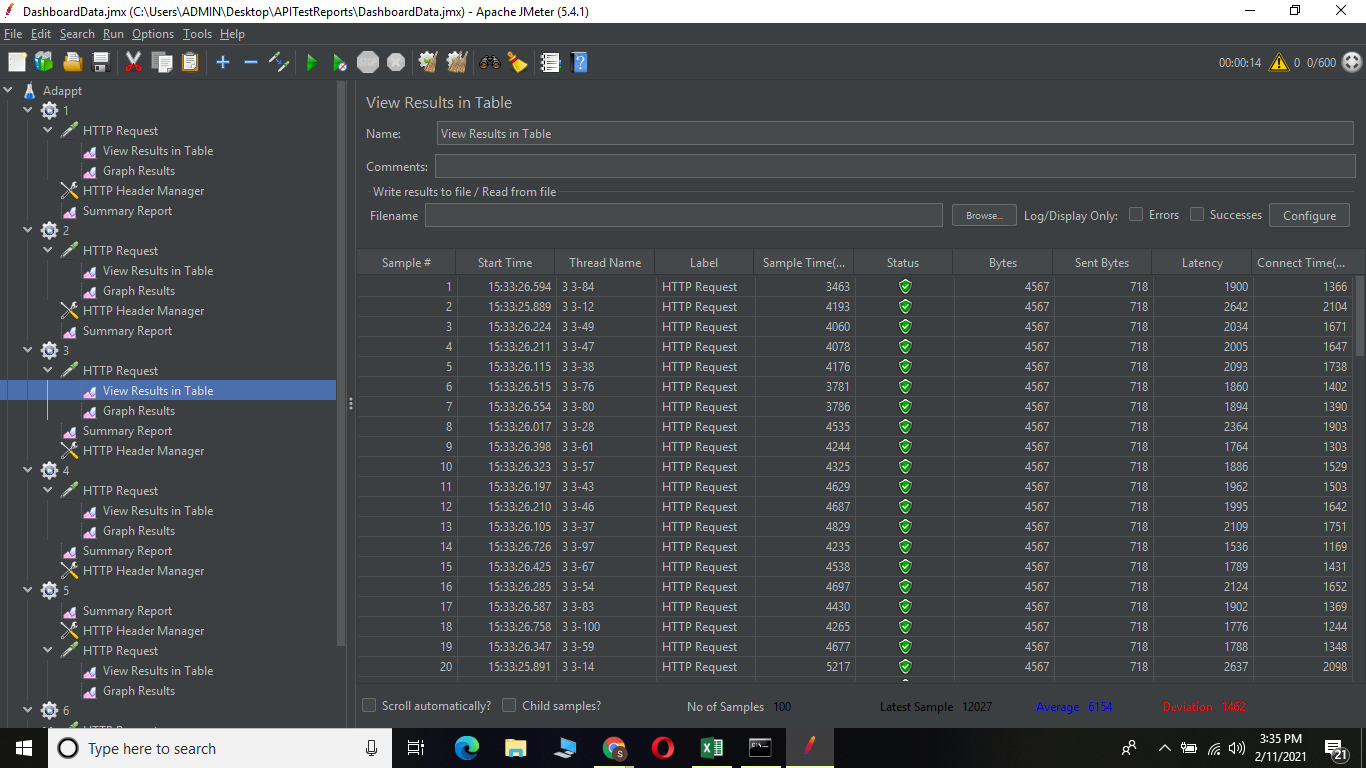 DashboardData.jmx (C:\Users\ADMIN\Desktop\APITestReports\DashboardData.jmx) - Apache JMeter (5.4.1)
File Edit Search Run Options Tools Help
STOP
00:00:14 0 0/600
Adappt
1
HTTP Request
View Results in Table
Graph Results
HTTP Header Manager
Summary Report
2
HTTP Request
View Results in Table
Graph Results
HTTP Header Manager
Summary Report
3
HTTP Request
View Results in Table
Graph Results
Summary Report
HTTP Header Manager
4
HTTP Request
View Results in Table
Graph Results
Summary Report
HTTP Header Manager
5
Summary Report
HTTP Header Manager
HTTP Request
View Results in Table
Graph Results
6
View Results in Table
Name: View Results in Table
Comments:
Write results to file / Read from file
Filename Browse... Log/Display Only: Errors Successes Configure
Sample # Start Time Thread Name Label Sample Time(... Status Bytes Sent Bytes Latency Connect Time(...
1 15:33:26.594 3 3-84 HTTP Request 3463 4567 718 1900 1366
2 15:33:25.889 3 3-12 HTTP Request 4193 4567 718 2642 2104
3 15:33:26.224 3 3-49 HTTP Request 4060 4567 718 2034 1671
4 15:33:26.211 3 3-47 HTTP Request 4078 4567 718 2005 1647
5 15:33:26.115 3 3-38 HTTP Request 4176 4567 718 2093 1738
6 15:33:26.515 3 3-76 HTTP Request 3781 4567 718 1860 1402
7 15:33:26.554 3 3-80 HTTP Request 3786 4567 718 1894 1390
8 15:33:26.017 3 3-28 HTTP Request 4535 4567 718 2364 1903
9 15:33:26.398 3 3-61 HTTP Request 4244 4567 718 1764 1303
10 15:33:26.323 3 3-57 HTTP Request 4325 4567 718 1886 1529
11 15:33:26.197 3 3-43 HTTP Request 4629 4567 718 1962 1503
12 15:33:26.210 3 3-46 HTTP Request 4687 4567 718 1995 1642
13 15:33:26.105 3 3-37 HTTP Request 4829 4567 718 2109 1751
14 15:33:26.726 3 3-97 HTTP Request 4235 4567 718 1536 1169
15 15:33:26.425 3 3-67 HTTP Request 4538 4567 718 1789 1431
16 15:33:26.285 3 3-54 HTTP Request 4697 4567 718 2124 1652
17 15:33:26.587 3 3-83 HTTP Request 4430 4567 718 1902 1369
18 15:33:26.758 3 3-100 HTTP Request 4265 4567 718 1776 1244
19 15:33:26.347 3 3-59 HTTP Request 4677 4567 718 1788 1348
20 15:33:25.891 3 3-14 HTTP Request 5217 4567 718 2637 2098
Scroll automatically? Child samples? No of Samples 100 Latest Sample 12027 Average 6154 Deviation 1462
Type here to search
3:35 PM
2/11/2021
21